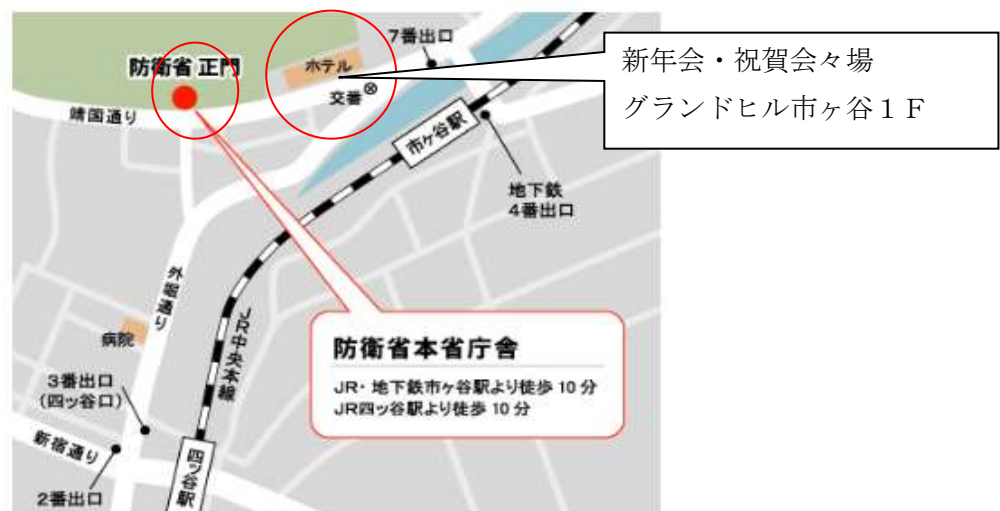 7番出口
防衛省 正門
ホテル
交番
靖国通り
新年会・祝賀会々場
グランドヒル市ヶ谷１Ｆ
市ヶ谷駅
地下鉄
4番出口
外堀通り
JR中央本線
病院
防衛省本省庁舎
JR・地下鉄市ヶ谷駅より徒歩 10 分
JR四ッ谷駅より徒歩 10 分
3番出口
(四ッ谷口)
新宿通り
四ッ谷駅
2番出口